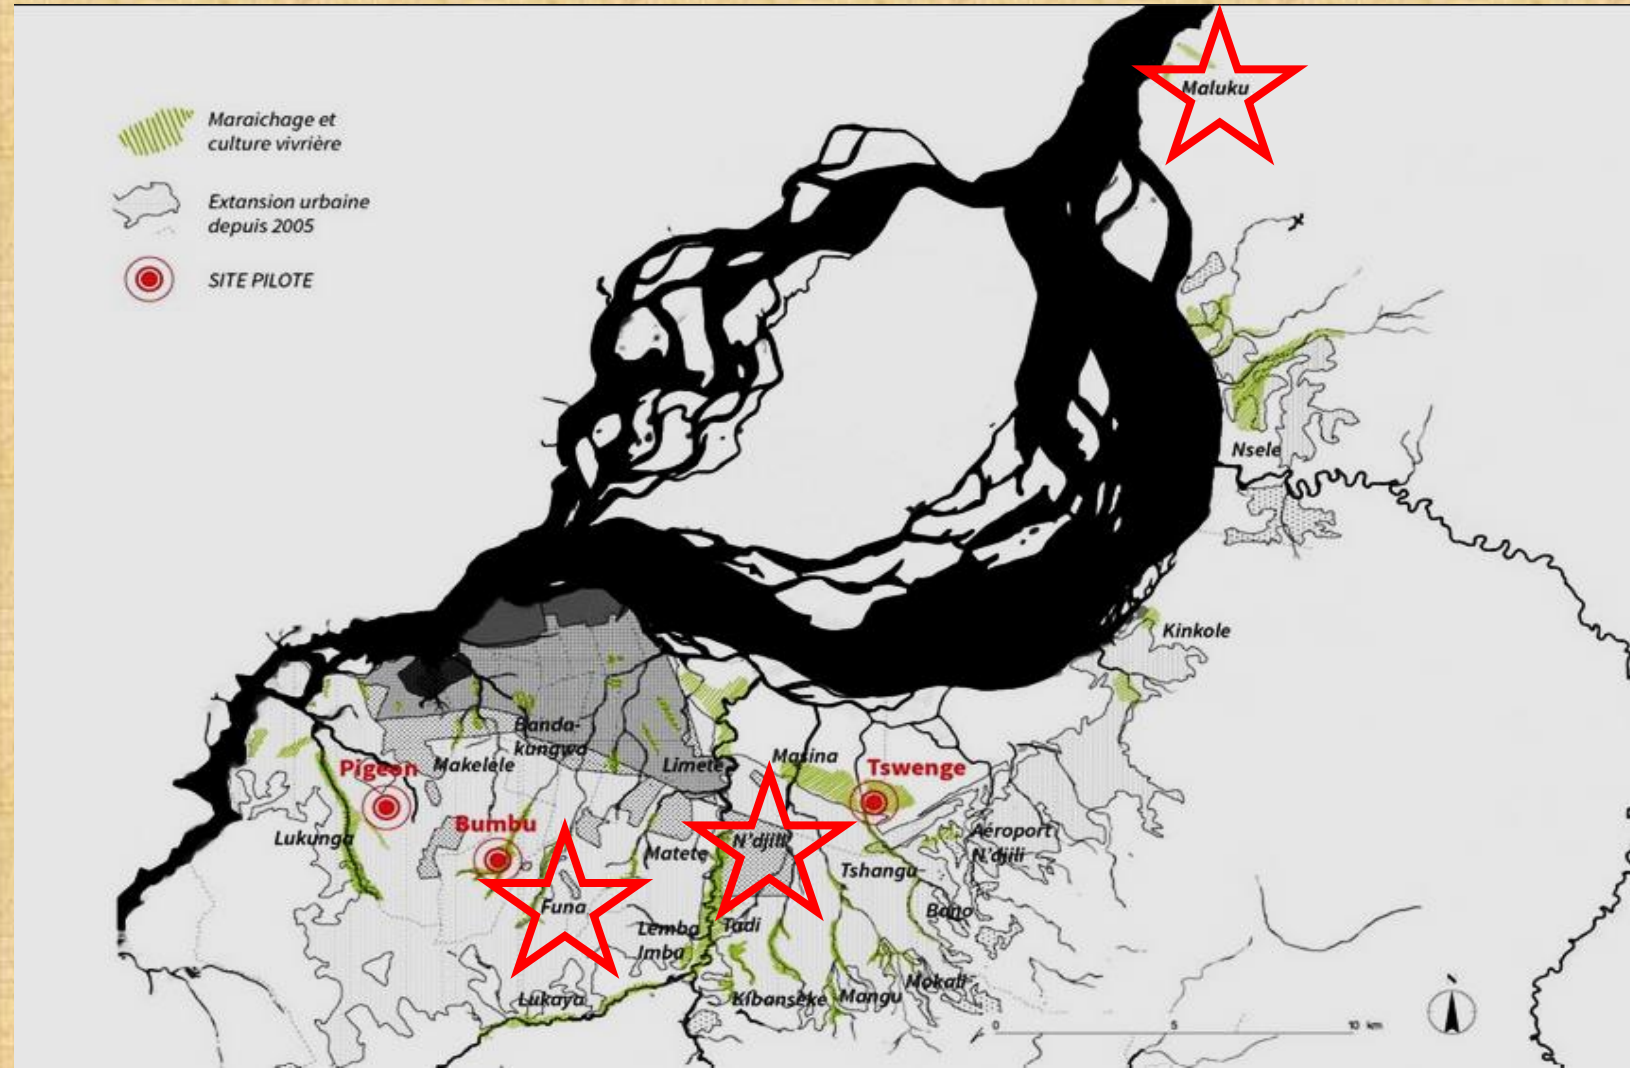 Maraichage et
culture vivrière
Extansion urbaine
depuis 2005
SITE PILOTE
Maluku
Nsele
Kinkole
Banda-
kungwa
Makelele
Limete
Masina
Pigeon
Tswenge
Bumbu
Lukunga
Matete
N'djili
Aéroport
N'djili
Tshangu
Funa
Bano
Lemba
Imbu
Tadi
Lukaya
Kibanseke
Mangu
Mokali
0 5 10 km